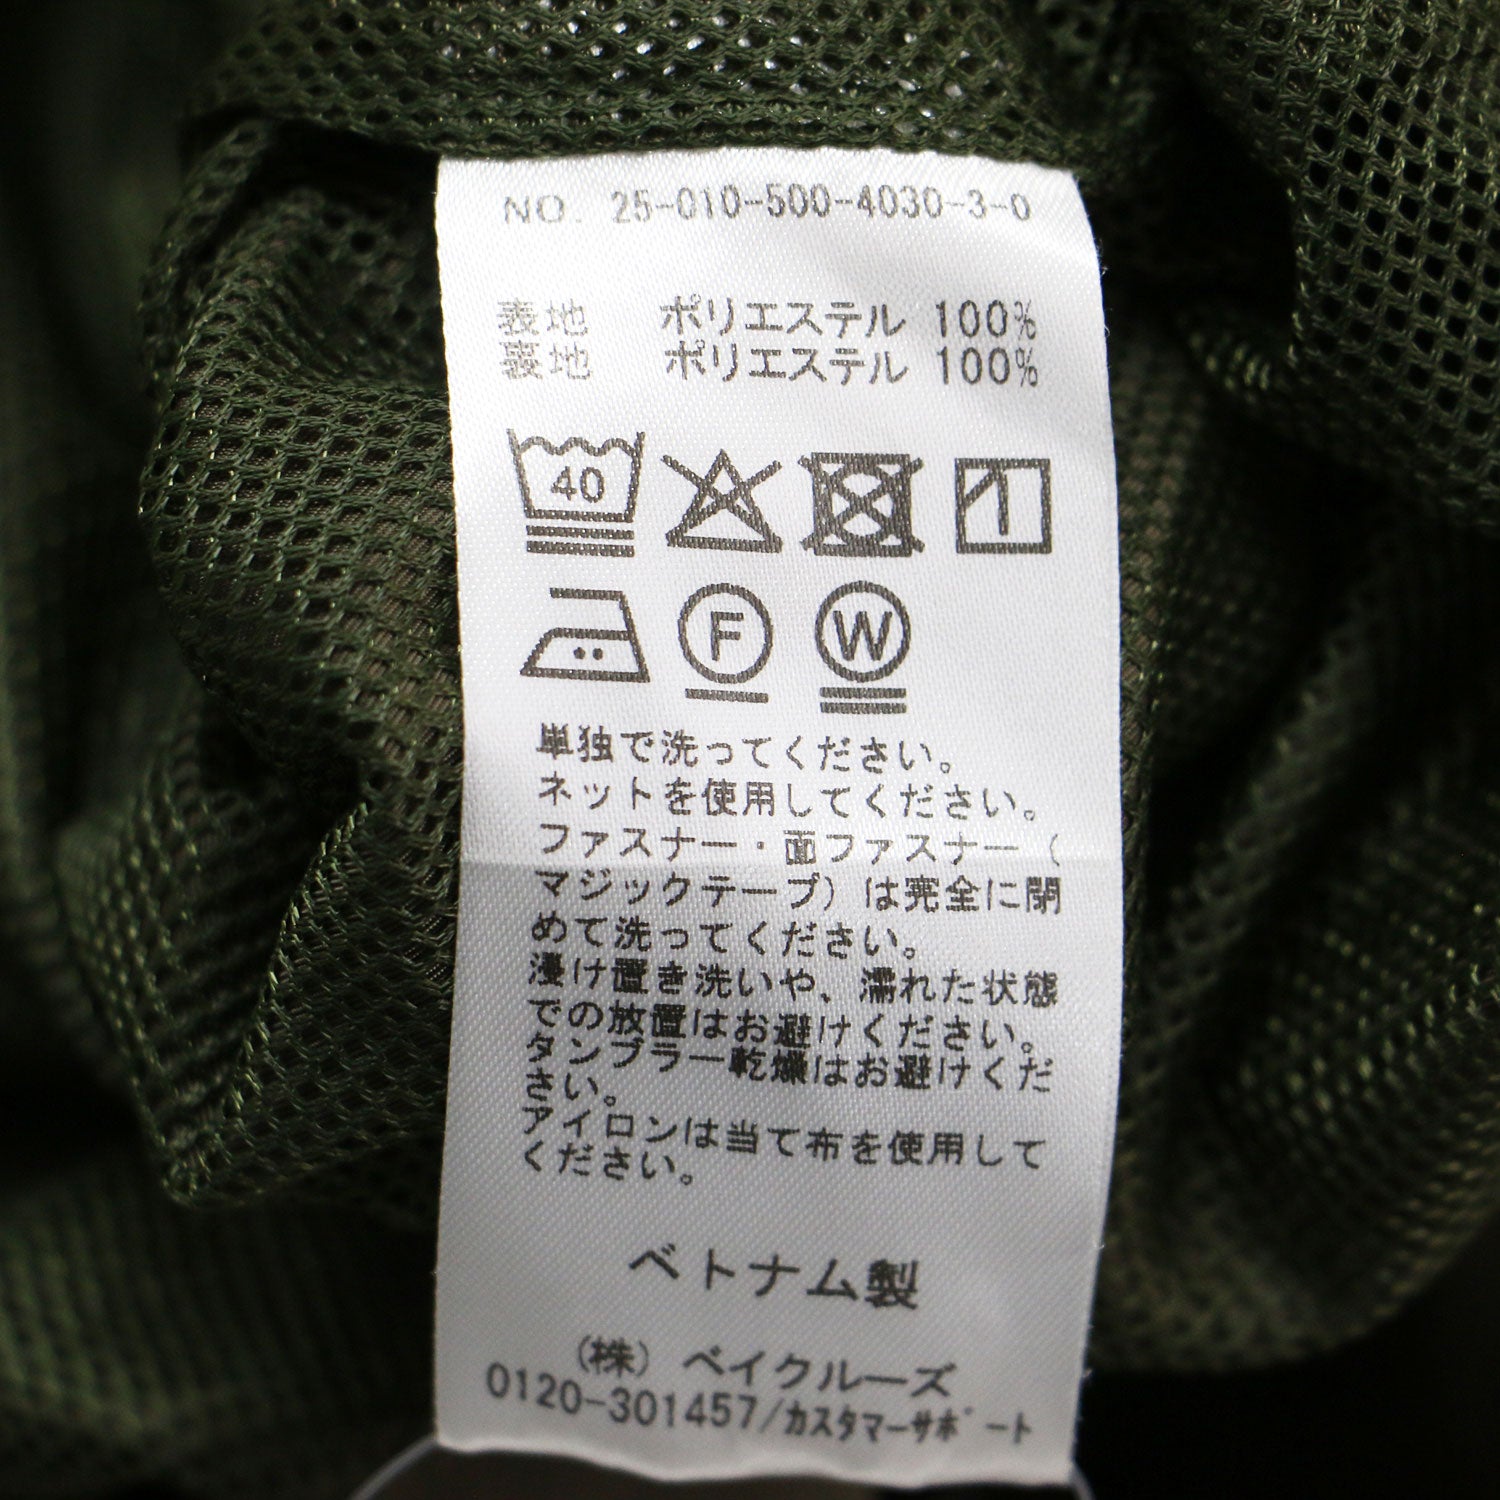 NO. 25-010-500-4030-3-0
表地 ポリエステル 100%
裏地 ポリエステル 100%
40
F W
単独で洗ってください。
ネットを使用してください。
ファスナー・面ファスナー（
マジックテープ）は完全に閉
めて洗ってください。
浸け置き洗いや、濡れた状態
での放置はお避けください。
タンブラー乾燥はお避けくだ
さい。
アイロンは当て布を使用して
ください。
ベトナム製
（株）ベイクルーズ
0120-301457/カスタマーサポート